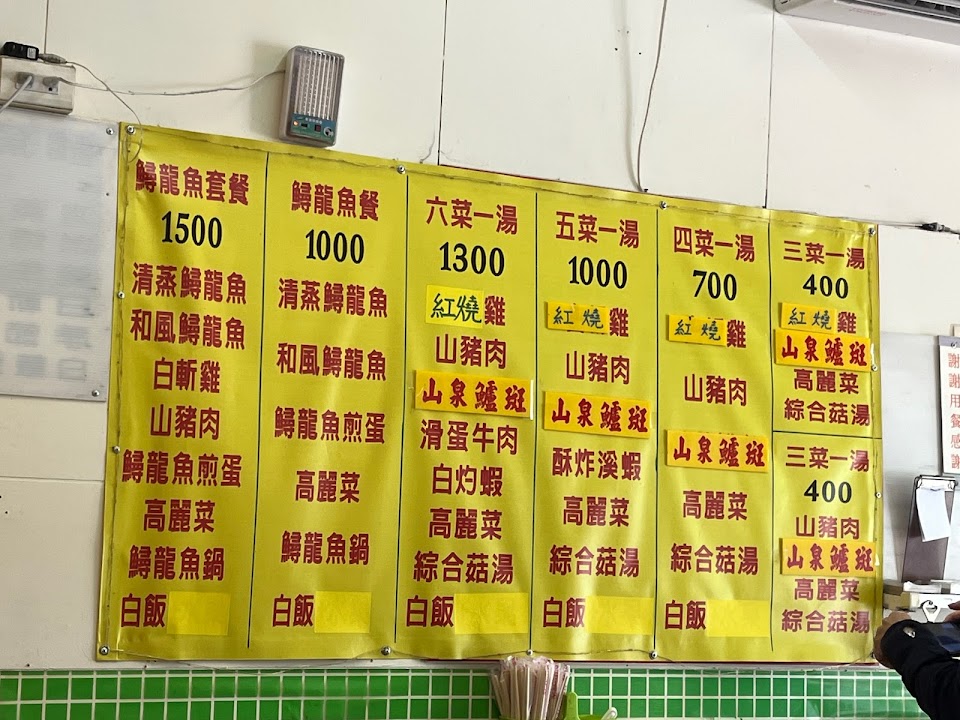 鱘龍魚套餐
1500
清蒸鱘龍魚
和風鱘龍魚
白斬雞
山豬肉
鱘龍魚煎蛋
高麗菜
鱘龍魚鍋
白飯
鱘龍魚餐
1000
清蒸鱘龍魚
和風鱘龍魚
鱘龍魚煎蛋
高麗菜
鱘龍魚鍋
白飯
六菜一湯
1300
紅燒雞
山豬肉
山泉鱸斑
滑蛋牛肉
白灼蝦
高麗菜
綜合菇湯
白飯
五菜一湯
1000
紅燒雞
山豬肉
山泉鱸斑
酥炸溪蝦
高麗菜
綜合菇湯
白飯
四菜一湯
700
紅燒雞
山豬肉
山泉鱸斑
高麗菜
綜合菇湯
白飯
三菜一湯
400
紅燒雞
山泉鱸斑
高麗菜
綜合菇湯
三菜一湯
400
山豬肉
山泉鱸斑
高麗菜
綜合菇湯
謝謝用餐感謝